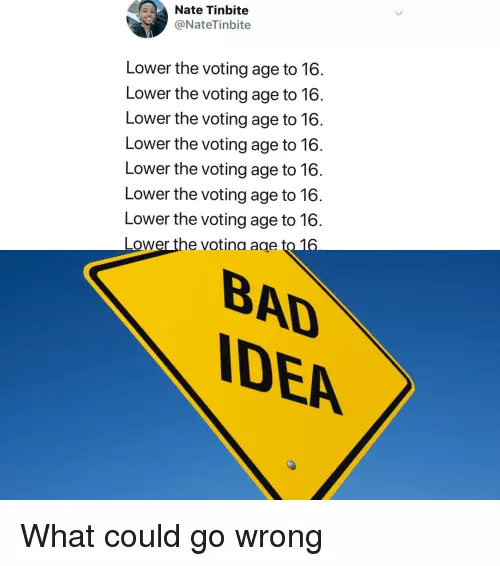 Nate Tinbite
@NateTinbite
Lower the voting age to 16.
Lower the voting age to 16.
Lower the voting age to 16.
Lower the voting age to 16.
Lower the voting age to 16.
Lower the voting age to 16.
Lower the voting age to 16.
Lower the voting age to 16.
BAD
IDEA
What could go wrong